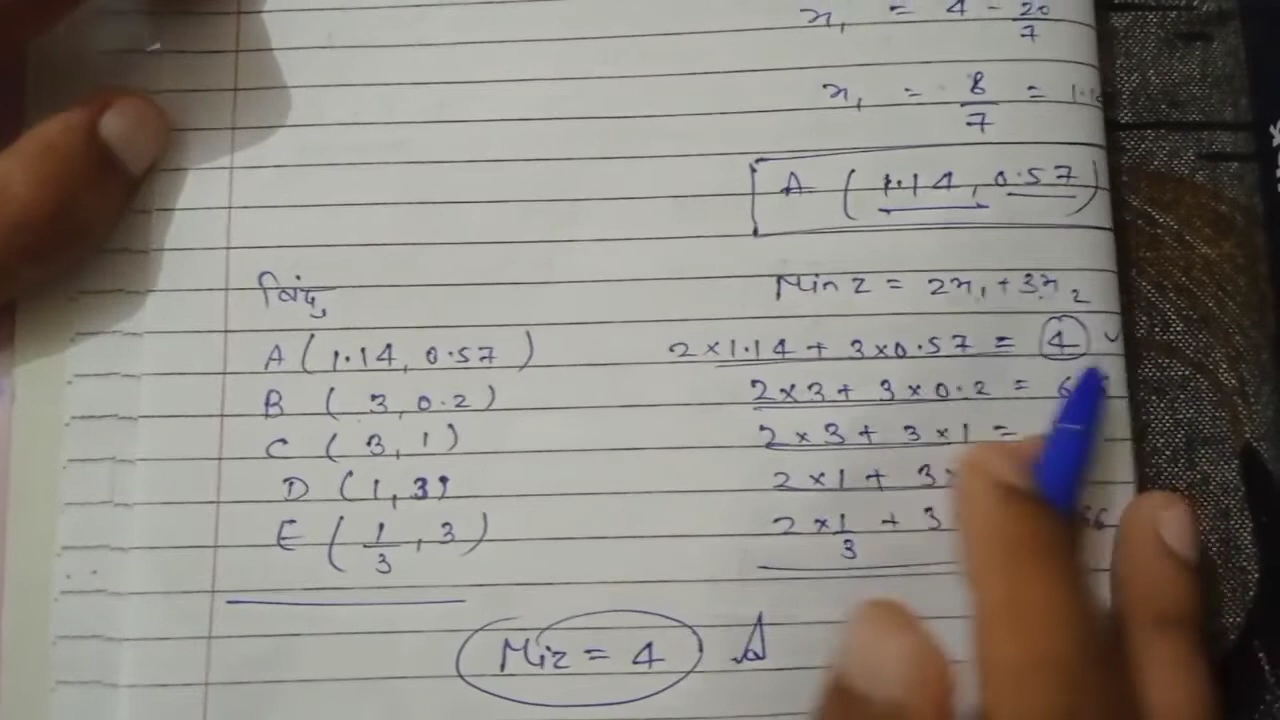 x₁ = 4 - 20/7
x₁ = 8/7 =
A (1.14, 0.57)
बिंदु Min Z = 2x₁ + 3x₂
A (1.14, 0.57) 2×1.14 + 3×0.57 = 4 ✓
B (3, 0.2) 2×3 + 3×0.2 = 6
C (3, 1) 2×3 + 3×1 =
D (1, 3) 2×1 + 3
E (1/3, 3) 2×1/3 + 3
Miz = 4